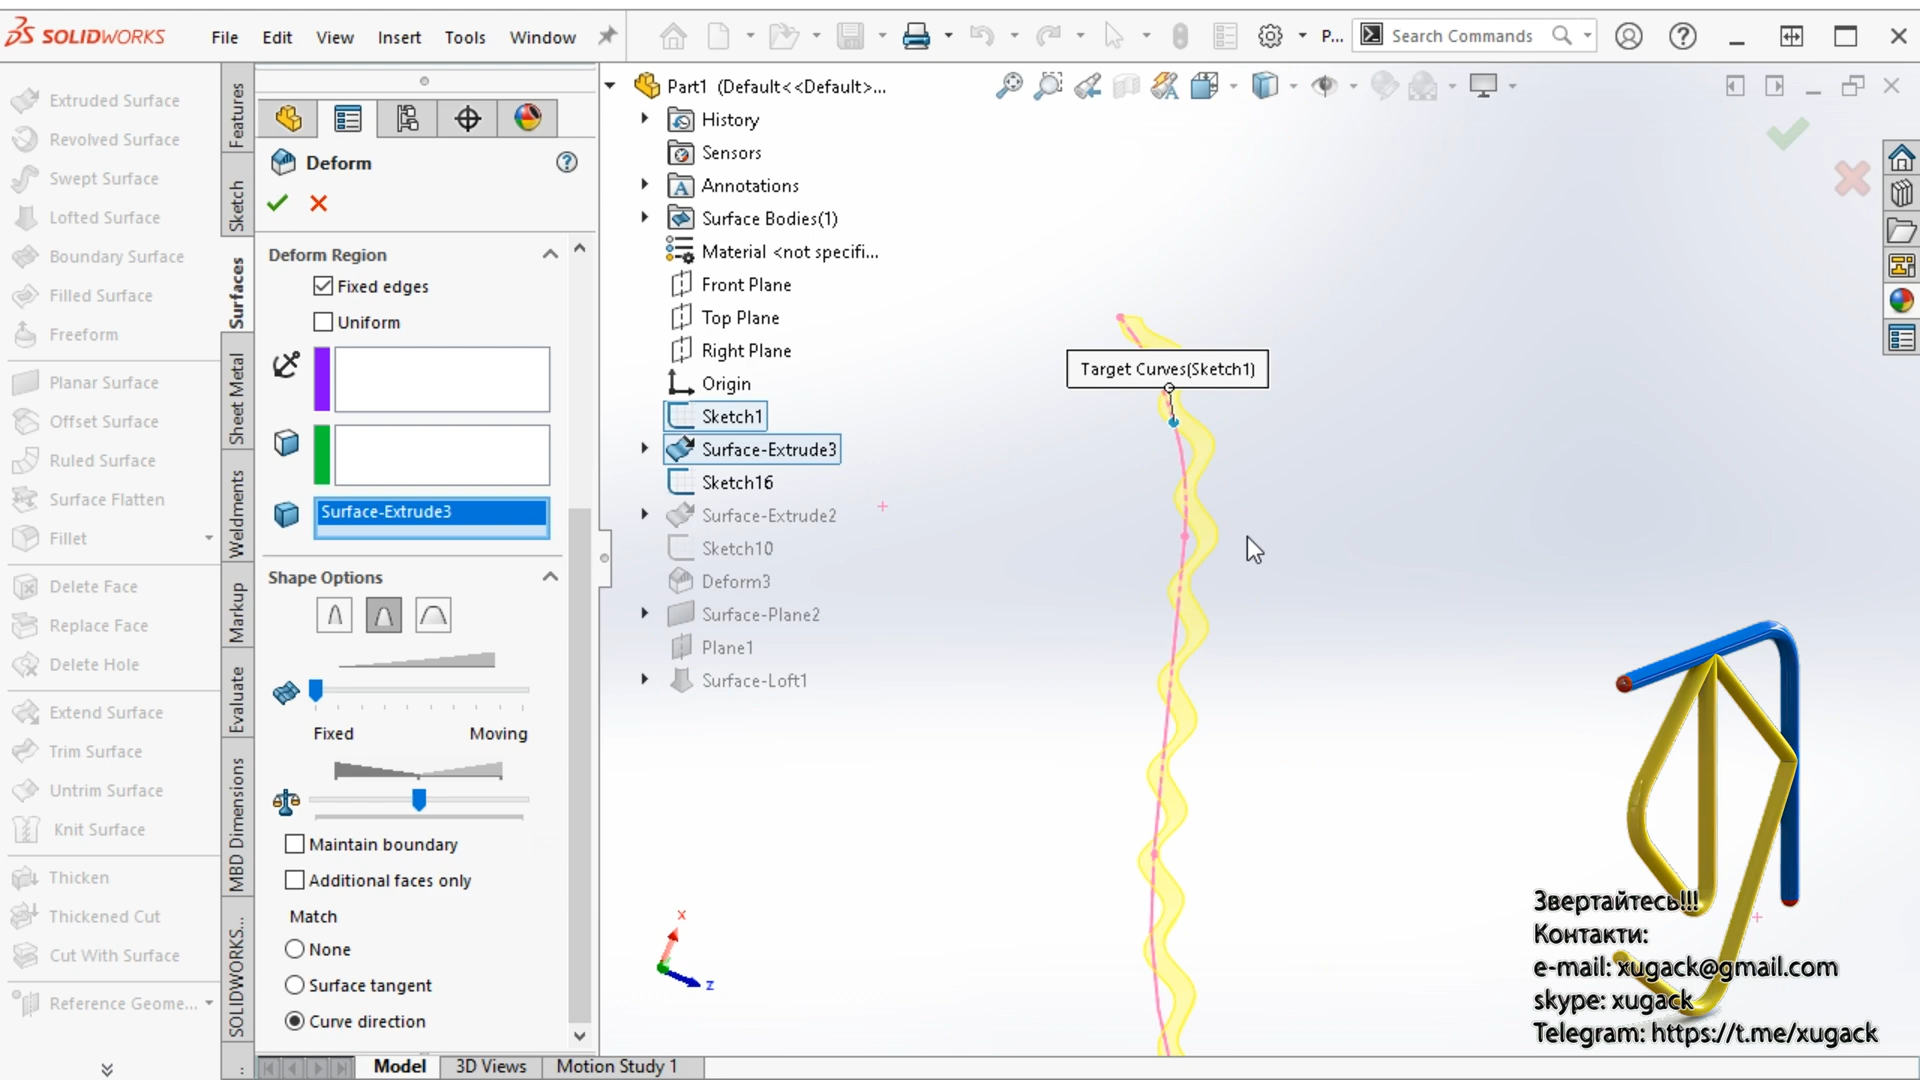 SOLIDWORKS
File Edit View Insert Tools Window
P... Search Commands
Extruded Surface
Revolved Surface
Swept Surface
Lofted Surface
Boundary Surface
Filled Surface
Freeform
Planar Surface
Offset Surface
Ruled Surface
Surface Flatten
Fillet
Delete Face
Replace Face
Delete Hole
Extend Surface
Trim Surface
Untrim Surface
Knit Surface
Thicken
Thickened Cut
Cut With Surface
Reference Geome...
Features
Sketch
Surfaces
Sheet Metal
Weldments
Markup
Evaluate
MBD Dimensions
SOLIDWORKS...
Deform
Deform Region
Fixed edges
Uniform
Surface-Extrude3
Shape Options
Fixed Moving
Maintain boundary
Additional faces only
Match
None
Surface tangent
Curve direction
Part1 (Default<<Default>...
History
Sensors
Annotations
Surface Bodies(1)
Material <not specifi...
Front Plane
Top Plane
Right Plane
Origin
Sketch1
Surface-Extrude3
Sketch16
Surface-Extrude2
Sketch10
Deform3
Surface-Plane2
Plane1
Surface-Loft1
Target Curves(Sketch1)
x
z
Звертайтесь!!!
Контакти:
e-mail: xugack@gmail.com
skype: xugack
Telegram: https://t.me/xugack
Model 3D Views Motion Study 1